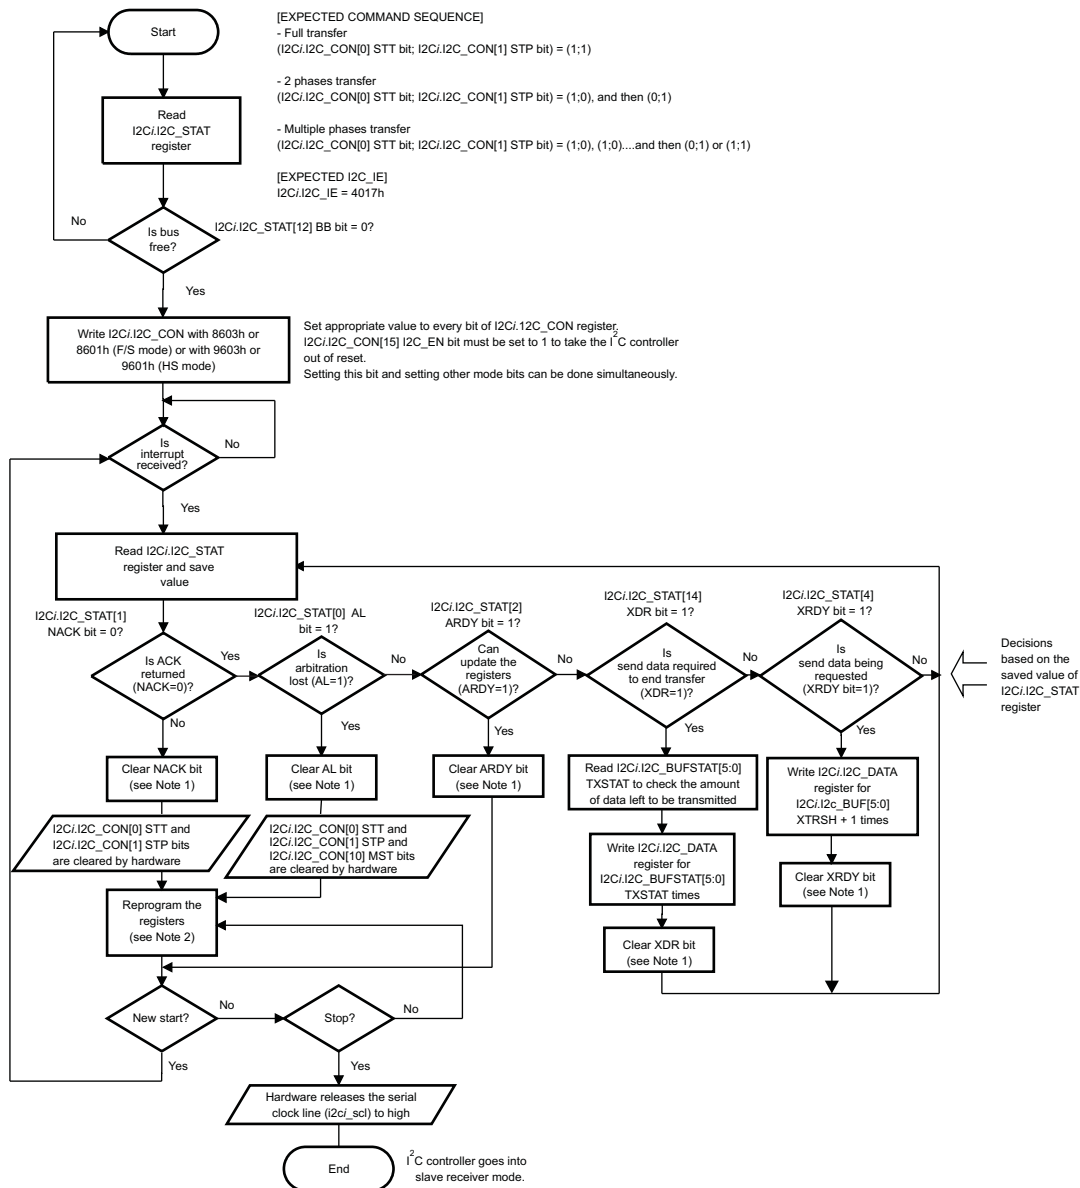 Start
[EXPECTED COMMAND SEQUENCE]
- Full transfer
(I2Ci.I2C_CON[0] STT bit; I2Ci.I2C_CON[1] STP bit) = (1;1)
- 2 phases transfer
(I2Ci.I2C_CON[0] STT bit; I2Ci.I2C_CON[1] STP bit) = (1;0), and then (0;1)
- Multiple phases transfer
(I2Ci.I2C_CON[0] STT bit; I2Ci.I2C_CON[1] STP bit) = (1;0), (1;0)....and then (0;1) or (1;1)
[EXPECTED I2C_IE]
I2Ci.I2C_IE = 4017h
Read
I2Ci.I2C_STAT
register
No
Is bus
free?
I2Ci.I2C_STAT[12] BB bit = 0?
Yes
Write I2Ci.I2C_CON with 8603h or
8601h (F/S mode) or with 9603h or
9601h (HS mode)
Set appropriate value to every bit of I2Ci.12C_CON register.
I2Ci.I2C_CON[15] I2C_EN bit must be set to 1 to take the I2C controller
out of reset.
Setting this bit and setting other mode bits can be done simultaneously.
Is
interrupt
received?
No
Yes
Read I2Ci.I2C_STAT
register and save
value
I2Ci.I2C_STAT[1]
NACK bit = 0?
Is ACK
returned
(NACK=0)?
Yes
No
I2Ci.I2C_STAT[0] AL
bit = 1?
Is
arbitration
lost (AL=1)?
No
Yes
I2Ci.I2C_STAT[2]
ARDY bit = 1?
Can
update the
registers
(ARDY=1)?
No
Yes
I2Ci.I2C_STAT[14]
XDR bit = 1?
Is
send data required
to end transfer
(XDR=1)?
No
Yes
I2Ci.I2C_STAT[4]
XRDY bit = 1?
Is
send data being
requested
(XRDY bit=1)?
No
Yes
Decisions
based on the
saved value of
I2Ci.I2C_STAT
register
Clear NACK bit
(see Note 1)
Clear AL bit
(see Note 1)
Clear ARDY bit
(see Note 1)
Read I2Ci.I2C_BUFSTAT[5:0]
TXSTAT to check the amount
of data left to be transmitted
Write I2Ci.I2C_DATA
register for
I2Ci.I2c_BUF[5:0]
XTRSH + 1 times
I2Ci.I2C_CON[0] STT and
I2Ci.I2C_CON[1] STP bits
are cleared by hardware
I2Ci.I2C_CON[0] STT and
I2Ci.I2C_CON[1] STP and
I2Ci.I2C_CON[10] MST bits
are cleared by hardware
Write I2Ci.I2C_DATA
register for
I2Ci.I2C_BUFSTAT[5:0]
TXSTAT times
Clear XRDY bit
(see Note 1)
Reprogram the
registers
(see Note 2)
Clear XDR bit
(see Note 1)
New start?
No
Yes
Stop?
No
Yes
Hardware releases the serial
clock line (i2ci_scl) to high
End
I2C controller goes into
slave receiver mode.